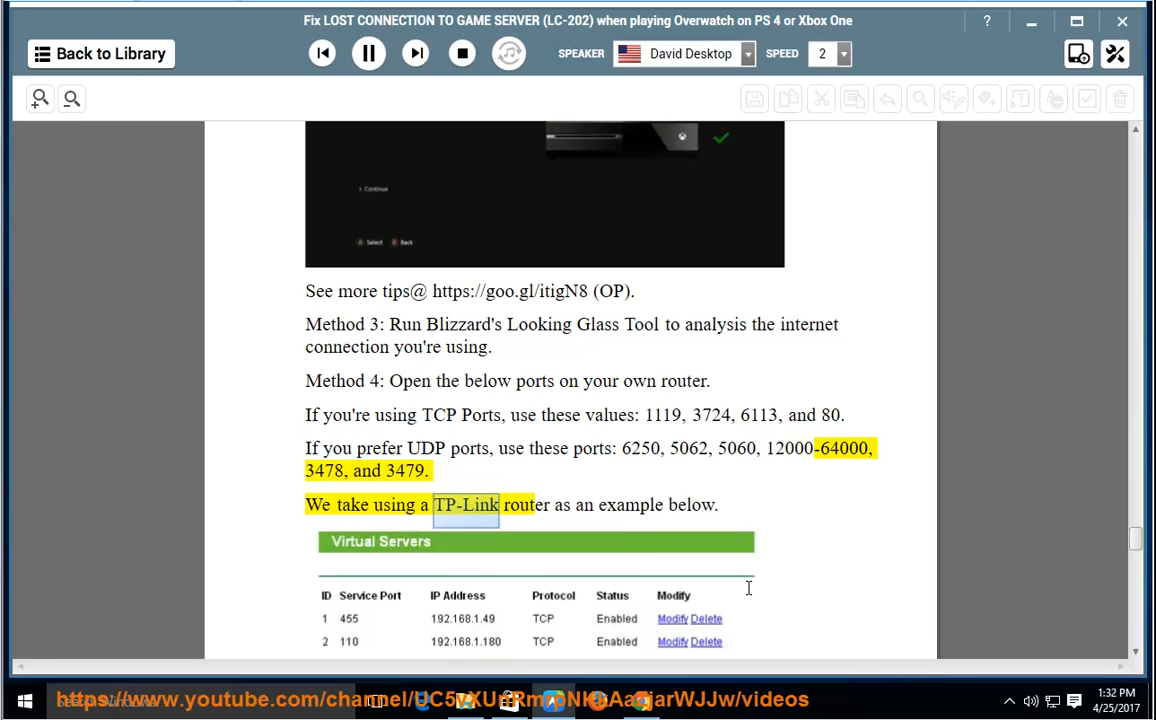 Fix LOST CONNECTION TO GAME SERVER (LC-202) when playing Overwatch on PS 4 or Xbox One
?
Back to Library
SPEAKER
David Desktop
SPEED
2
Continue
Select Back
See more tips@ https://goo.gl/itigN8 (OP).
Method 3: Run Blizzard's Looking Glass Tool to analysis the internet
connection you're using.
Method 4: Open the below ports on your own router.
If you're using TCP Ports, use these values: 1119, 3724, 6113, and 80.
If you prefer UDP ports, use these ports: 6250, 5062, 5060, 12000-64000,
3478, and 3479.
We take using a TP-Link router as an example below.
Virtual Servers
ID Service Port IP Address Protocol Status Modify
1 455 192.168.1.49 TCP Enabled Modify Delete
2 110 192.168.1.180 TCP Enabled Modify Delete
1:32 PM
4/25/2017